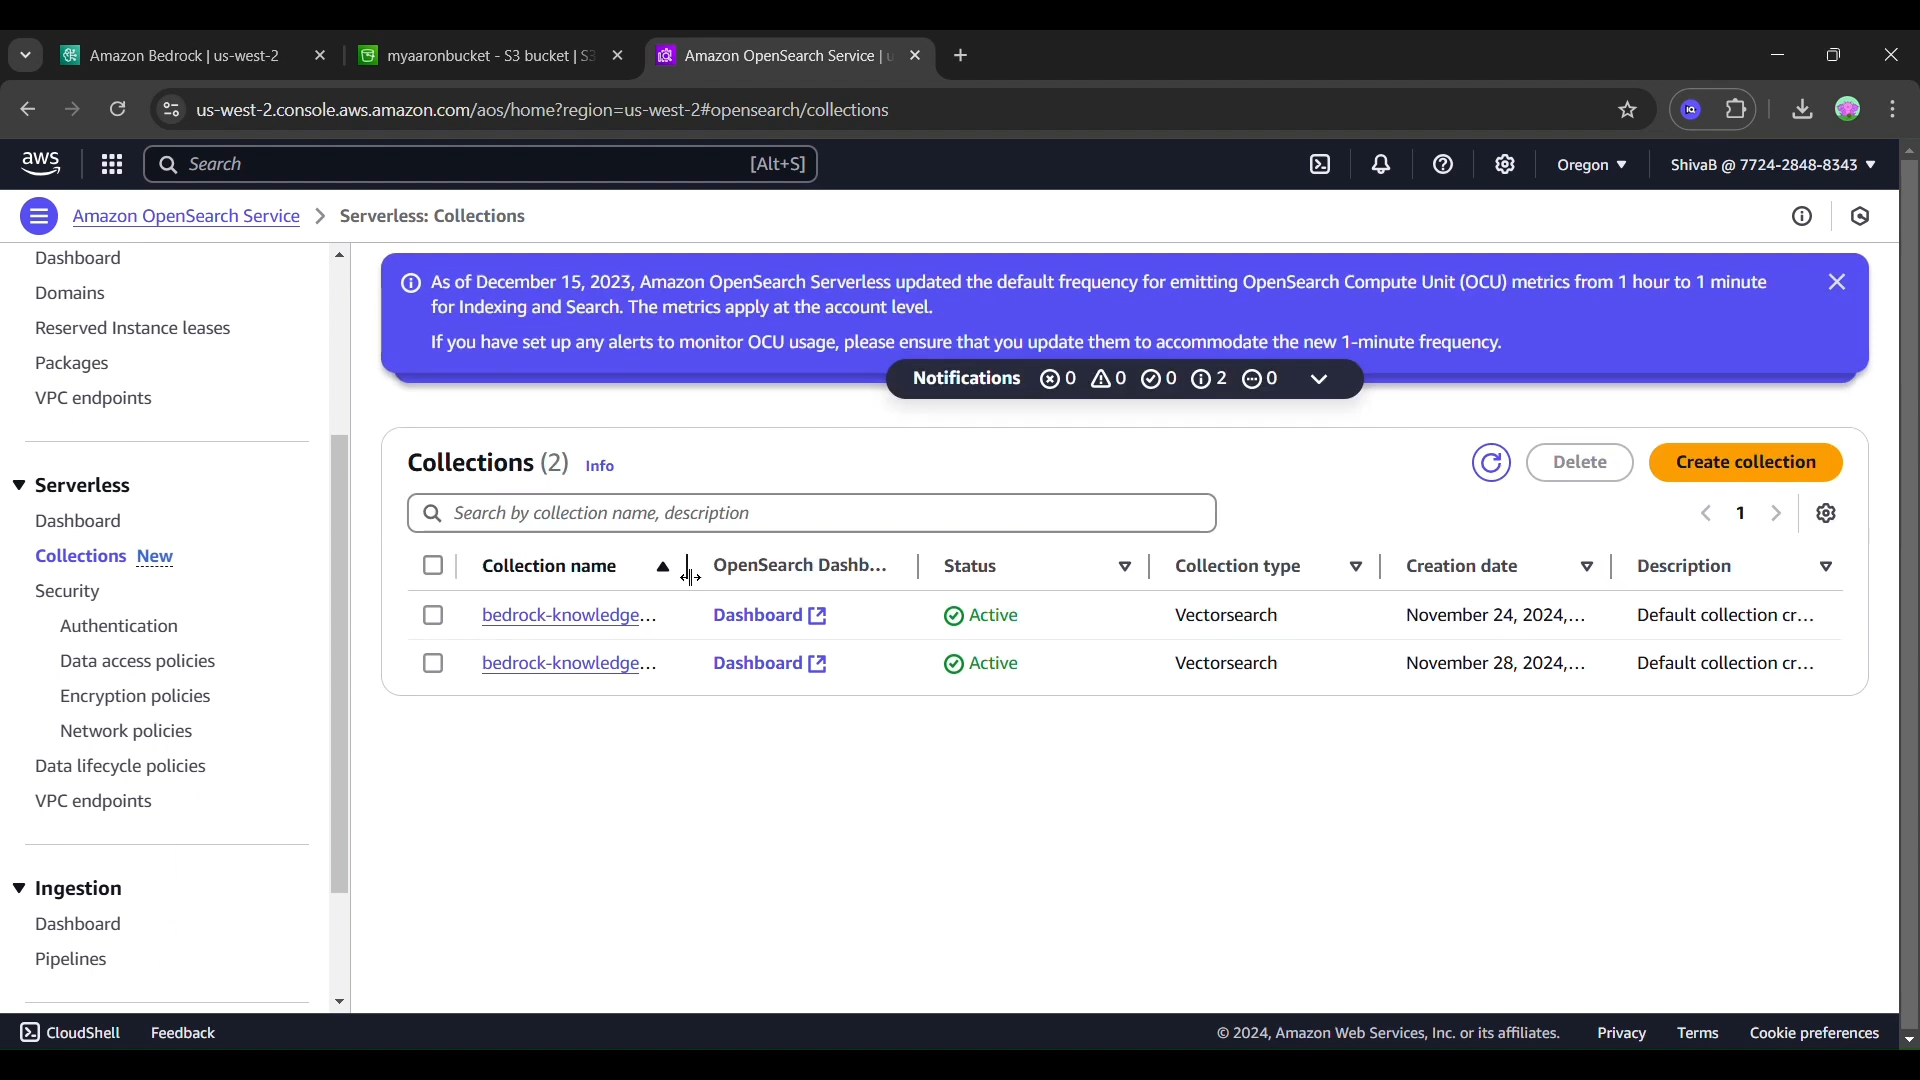 Amazon Bedrock | us-west-2
myaaronbucket - S3 bucket | S3
Amazon OpenSearch Service | u
us-west-2.console.aws.amazon.com/aos/home?region=us-west-2#opensearch/collections
aws
Search [Alt+S]
Oregon
ShivaB @ 7724-2848-8343
Amazon OpenSearch Service > Serverless: Collections
Dashboard
Domains
Reserved Instance leases
Packages
VPC endpoints
Serverless
Dashboard
Collections New
Security
Authentication
Data access policies
Encryption policies
Network policies
Data lifecycle policies
VPC endpoints
Ingestion
Dashboard
Pipelines
As of December 15, 2023, Amazon OpenSearch Serverless updated the default frequency for emitting OpenSearch Compute Unit (OCU) metrics from 1 hour to 1 minute
for Indexing and Search. The metrics apply at the account level.
If you have set up any alerts to monitor OCU usage, please ensure that you update them to accommodate the new 1-minute frequency.
Notifications 0 0 0 2 0
Collections (2) Info
Delete
Create collection
Search by collection name, description
1
Collection name OpenSearch Dashb... Status Collection type Creation date Description
bedrock-knowledge... Dashboard Active Vectorsearch November 24, 2024,... Default collection cr...
bedrock-knowledge... Dashboard Active Vectorsearch November 28, 2024,... Default collection cr...
CloudShell Feedback © 2024, Amazon Web Services, Inc. or its affiliates. Privacy Terms Cookie preferences